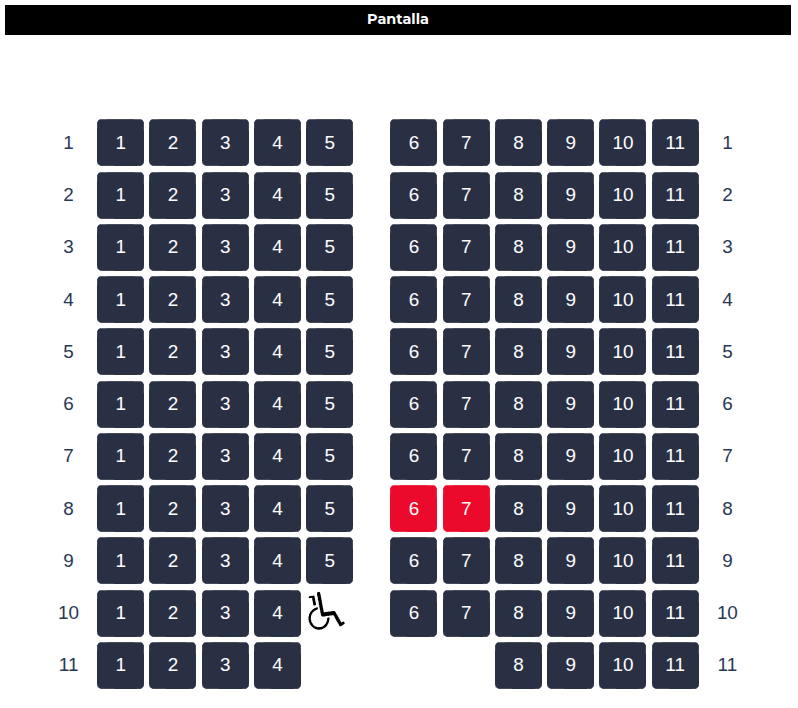 Pantalla
1 1 2 3 4 5 6 7 8 9 10 11 1
2 1 2 3 4 5 6 7 8 9 10 11 2
3 1 2 3 4 5 6 7 8 9 10 11 3
4 1 2 3 4 5 6 7 8 9 10 11 4
5 1 2 3 4 5 6 7 8 9 10 11 5
6 1 2 3 4 5 6 7 8 9 10 11 6
7 1 2 3 4 5 6 7 8 9 10 11 7
8 1 2 3 4 5 6 7 8 9 10 11 8
9 1 2 3 4 5 6 7 8 9 10 11 9
10 1 2 3 4 6 7 8 9 10 11 10
11 1 2 3 4 8 9 10 11 11